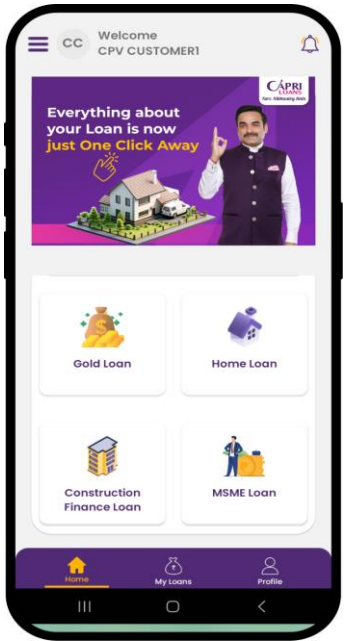 CC
Welcome
CPV CUSTOMER1
CÁPRI
LOANS
Everything about
your Loan is now
just One Click Away
Gold Loan
Home Loan
Construction
Finance Loan
MSME Loan
Home
My Loans
Profile